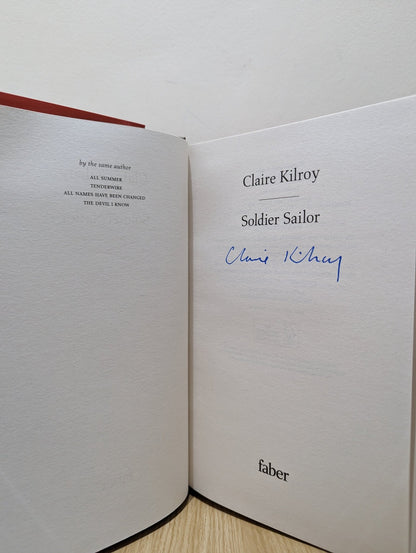 by the same author
ALL SUMMER
TENDERWIRE
ALL NAMES HAVE BEEN CHANGED
THE DEVIL I KNOW
Claire Kilroy
Soldier Sailor
Claire Kilroy
faber